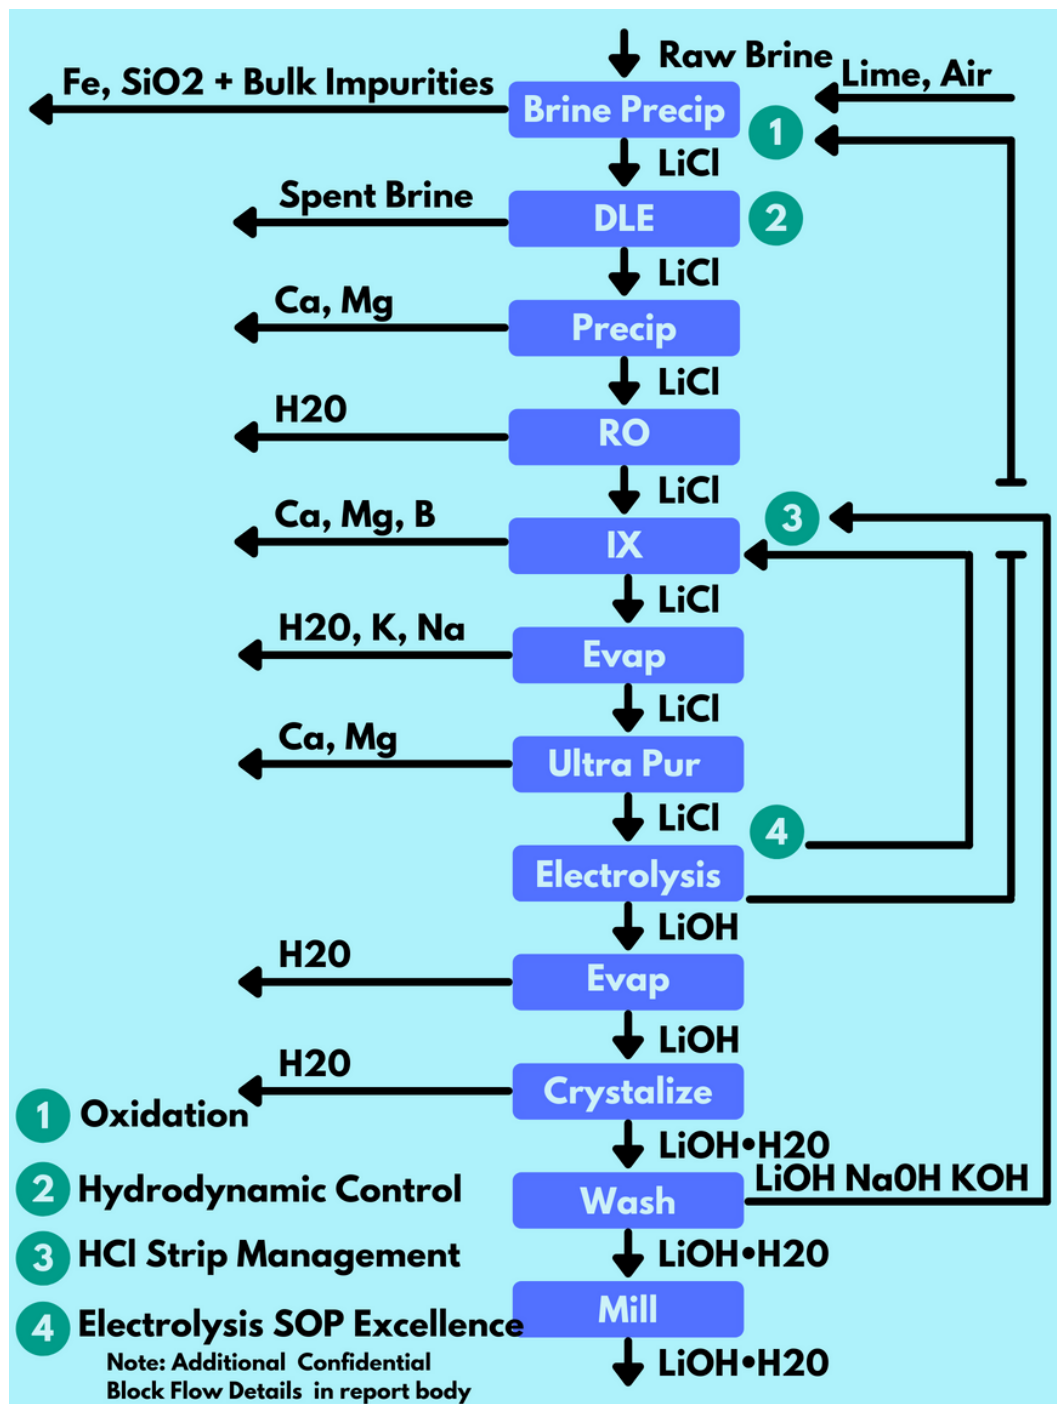 Raw Brine
Lime, Air
Fe, SiO2 + Bulk Impurities
Brine Precip
1
LiCl
Spent Brine
DLE
2
LiCl
Ca, Mg
Precip
LiCl
H20
RO
LiCl
Ca, Mg, B
IX
3
LiCl
H20, K, Na
Evap
LiCl
Ca, Mg
Ultra Pur
LiCl
4
Electrolysis
LiOH
H20
Evap
LiOH
H20
Crystalize
LiOH•H20
LiOH Na0H KOH
Wash
LiOH•H20
Mill
LiOH•H20
1 Oxidation
2 Hydrodynamic Control
3 HCl Strip Management
4 Electrolysis SOP Excellence
Note: Additional Confidential
Block Flow Details in report body